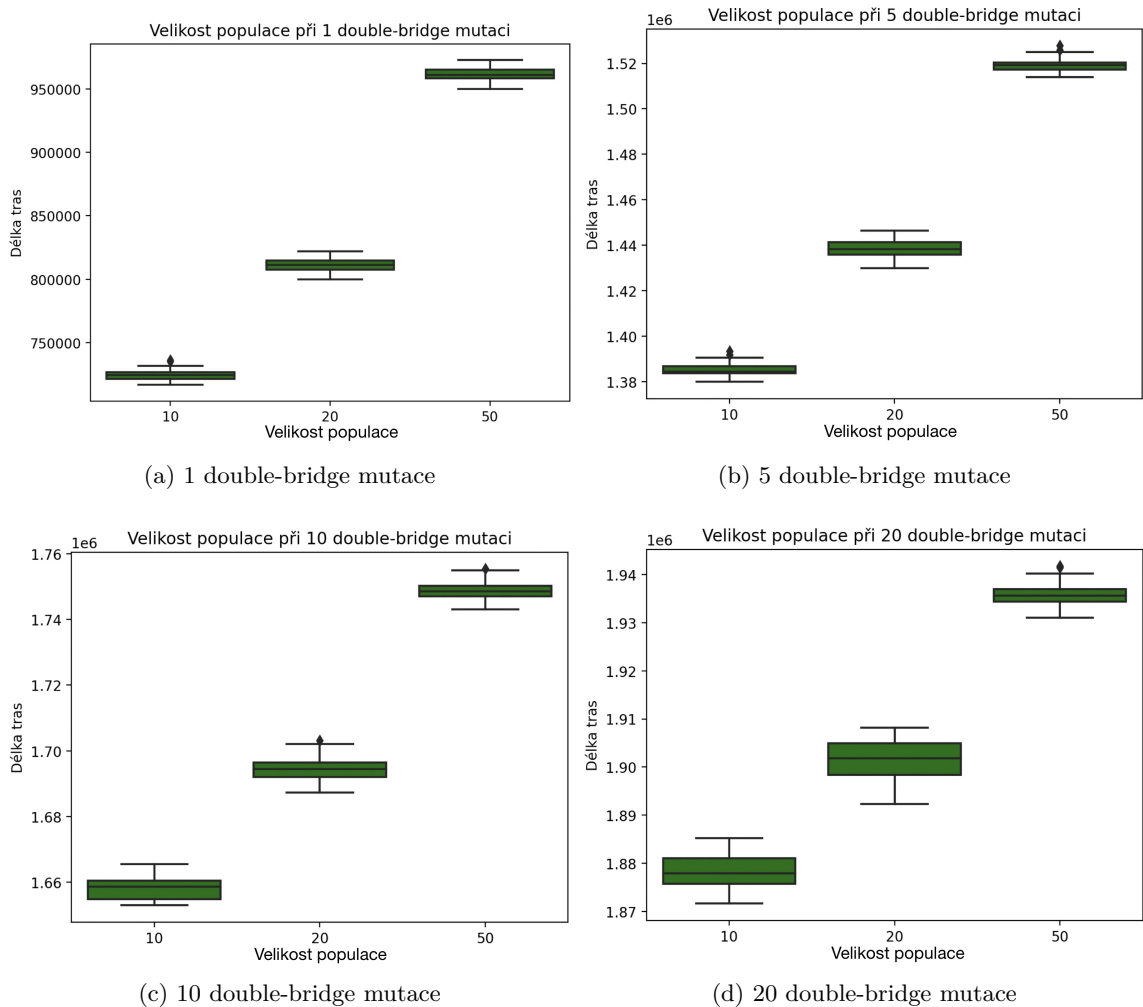 Velikost populace při 1 double-bridge mutaci
950000
900000
850000
800000
750000
Délka tras
10 20 50
Velikost populace
(a) 1 double-bridge mutace
Velikost populace při 5 double-bridge mutaci
1e6
1.52
1.50
1.48
1.46
1.44
1.42
1.40
1.38
Délka tras
10 20 50
Velikost populace
(b) 5 double-bridge mutace
Velikost populace při 10 double-bridge mutaci
1e6
1.76
1.74
1.72
1.70
1.68
1.66
Délka tras
10 20 50
Velikost populace
(c) 10 double-bridge mutace
Velikost populace při 20 double-bridge mutaci
1e6
1.94
1.93
1.92
1.91
1.90
1.89
1.88
1.87
Délka tras
10 20 50
Velikost populace
(d) 20 double-bridge mutace